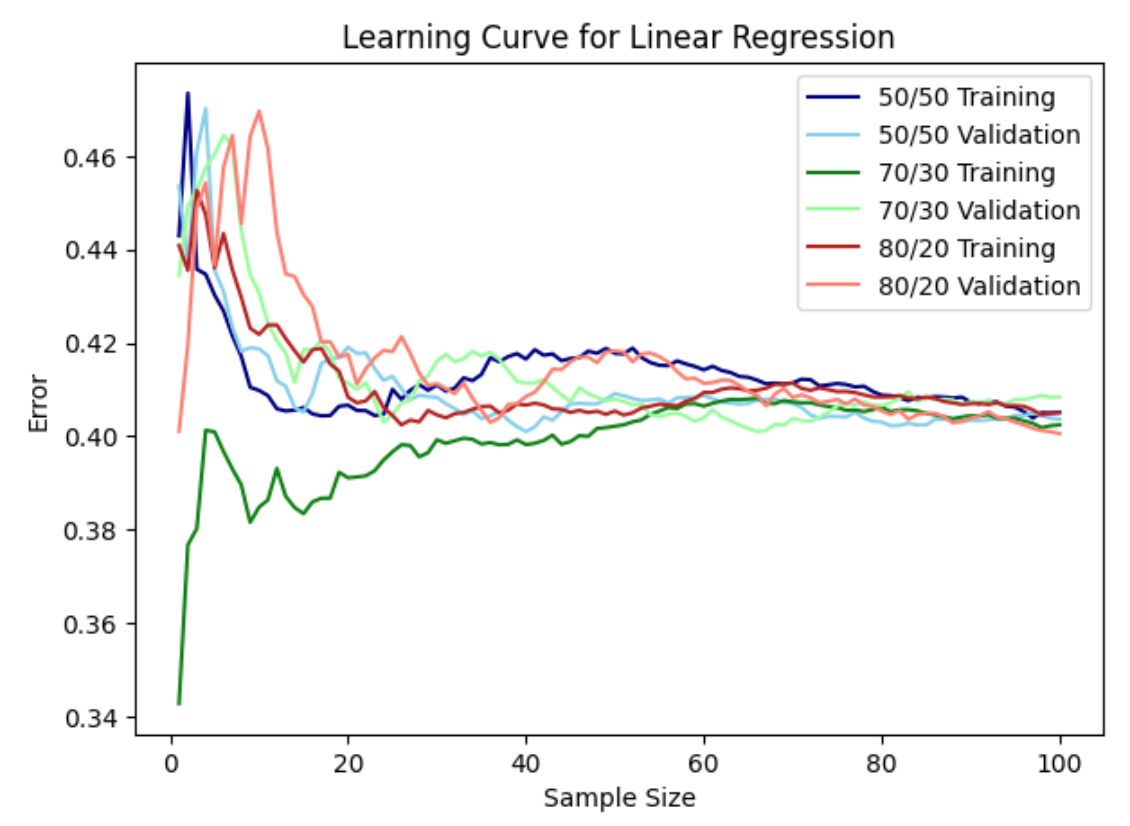 Learning Curve for Linear Regression
50/50 Training
50/50 Validation
70/30 Training
70/30 Validation
80/20 Training
80/20 Validation
Error
0.46
0.44
0.42
0.40
0.38
0.36
0.34
0 20 40 60 80 100
Sample Size